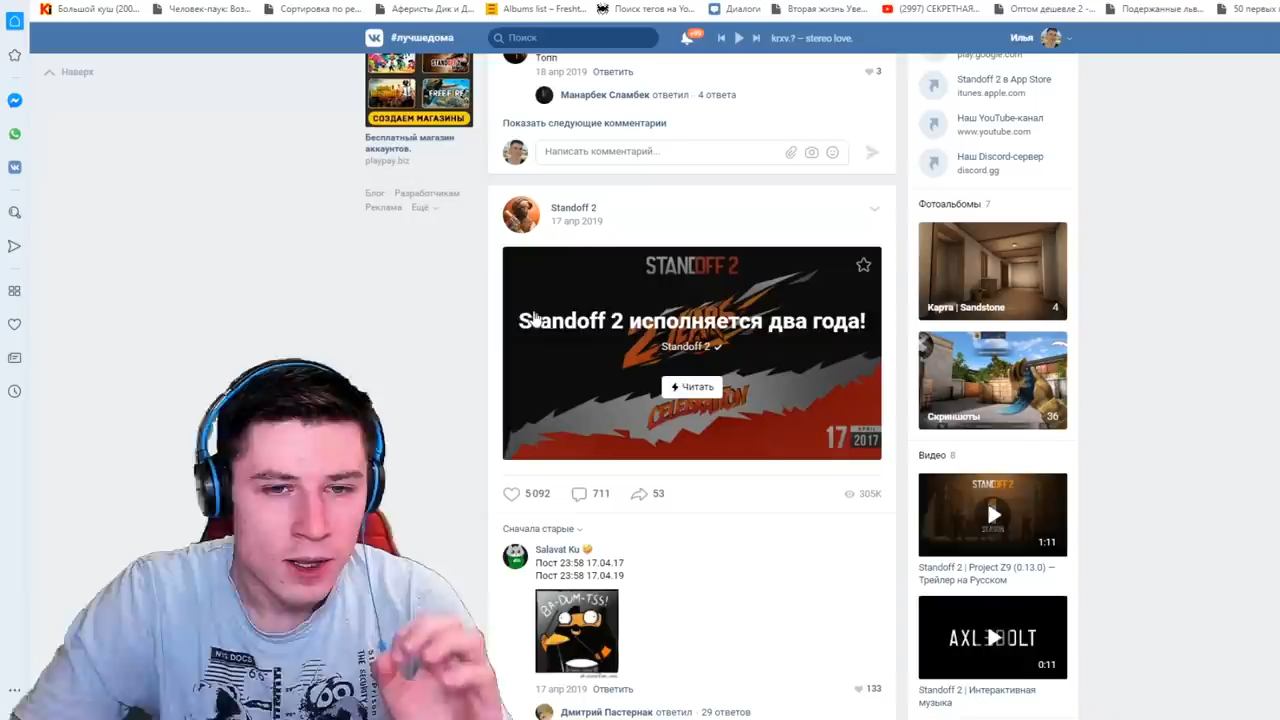 Большой куш (200...
Человек-паук: Воз...
Сортировка по ре...
Аферисты Дик и Д...
Albums list – Fresht...
Поиск тегов на Yo...
Диалоги
Вторая жизнь Уве...
(2997) СЕКРЕТНАЯ...
Оптом дешевле 2 -...
Подержанные льв...
50 первых
#лучшедома
Поиск
+99
krxv.? – stereo love.
Илья
Наверх
СОЗДАЕМ МАГАЗИНЫ
Бесплатный магазин
аккаунтов.
playpay.biz
Блог Разработчикам
Реклама Ещё
Топп
18 апр 2019 Ответить
3
Манарбек Сламбек ответил · 4 ответа
Показать следующие комментарии
Написать комментарий...
Standoff 2
17 апр 2019
STANDOFF 2
Standoff 2 исполняется два года!
Standoff 2
Читать
CELEBRATION
17 APRIL
2017
5 092
711
53
305K
Сначала старые
Salavat Ku
Пост 23:58 17.04.17
Пост 23:58 17.04.19
BA-DUM-TSS!
17 апр 2019 Ответить
133
Дмитрий Пастернак ответил · 29 ответов
play.google.com
Standoff 2 в App Store
itunes.apple.com
Наш YouTube-канал
www.youtube.com
Наш Discord-сервер
discord.gg
Фотоальбомы 7
Карта | Sandstone 4
Скриншоты 36
Видео 8
STANDOFF 2
SEASON
1:11
Standoff 2 | Project Z9 (0.13.0) —
Трейлер на Русском
AXLEBOLT
0:11
Standoff 2 | Интерактивная
музыка